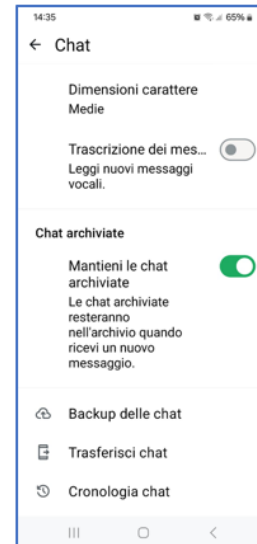 14:35 65%
Chat
Dimensioni carattere
Medie
Trascrizione dei mes...
Leggi nuovi messaggi
vocali.
Chat archiviate
Mantieni le chat
archiviate
Le chat archiviate
resteranno
nell'archivio quando
ricevi un nuovo
messaggio.
Backup delle chat
Trasferisci chat
Cronologia chat